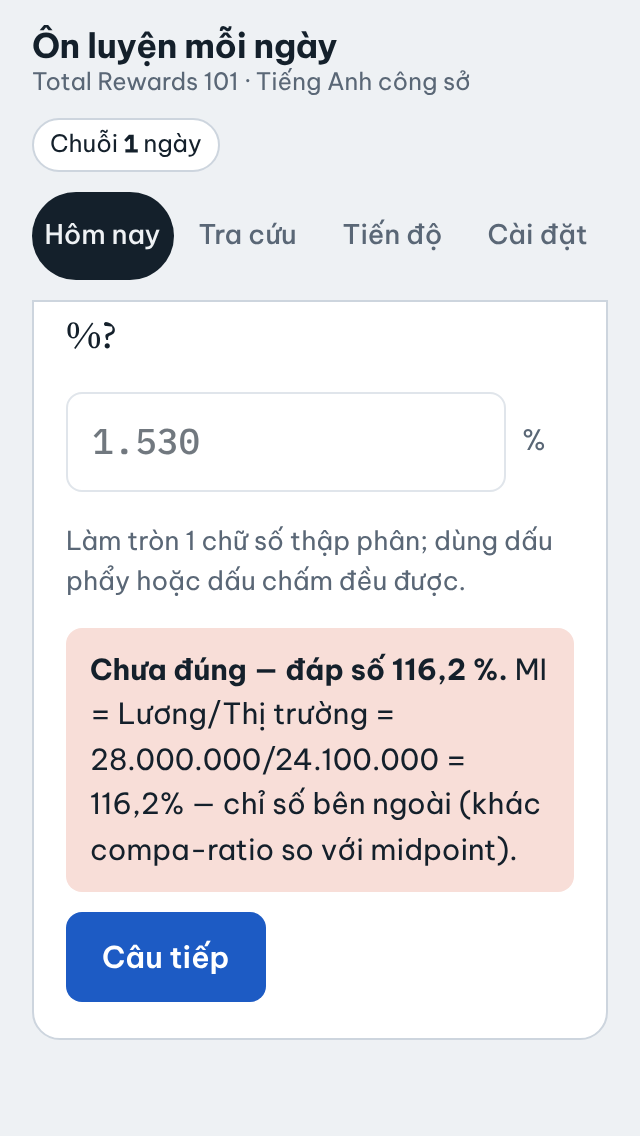 Ôn luyện mỗi ngày
Total Rewards 101 · Tiếng Anh công sở
Chuỗi 1 ngày
Hôm nay Tra cứu Tiến độ Cài đặt
%?
1.530 %
Làm tròn 1 chữ số thập phân; dùng dấu
phẩy hoặc dấu chấm đều được.
Chưa đúng — đáp số 116,2 %. MI
= Lương/Thị trường =
28.000.000/24.100.000 =
116,2% — chỉ số bên ngoài (khác
compa-ratio so với midpoint).
Câu tiếp